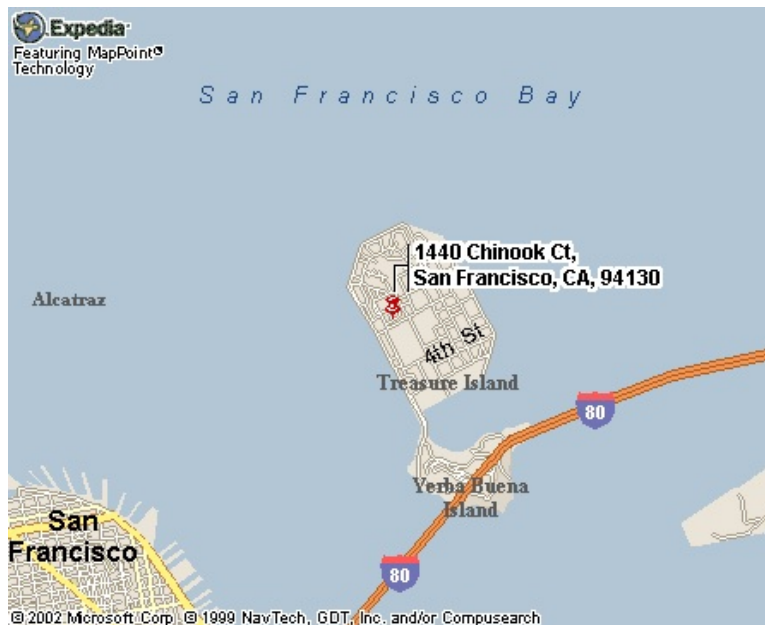 Expedia
Featuring MapPoint®
Technology
San Francisco Bay
1440 Chinook Ct,
San Francisco, CA, 94130
Alcatraz
4th St
Treasure Island
80
Yerba Buena
Island
San
Francisco
80
© 2002 Microsoft Corp © 1999 NavTech, GDT, Inc. and/or Compusearch